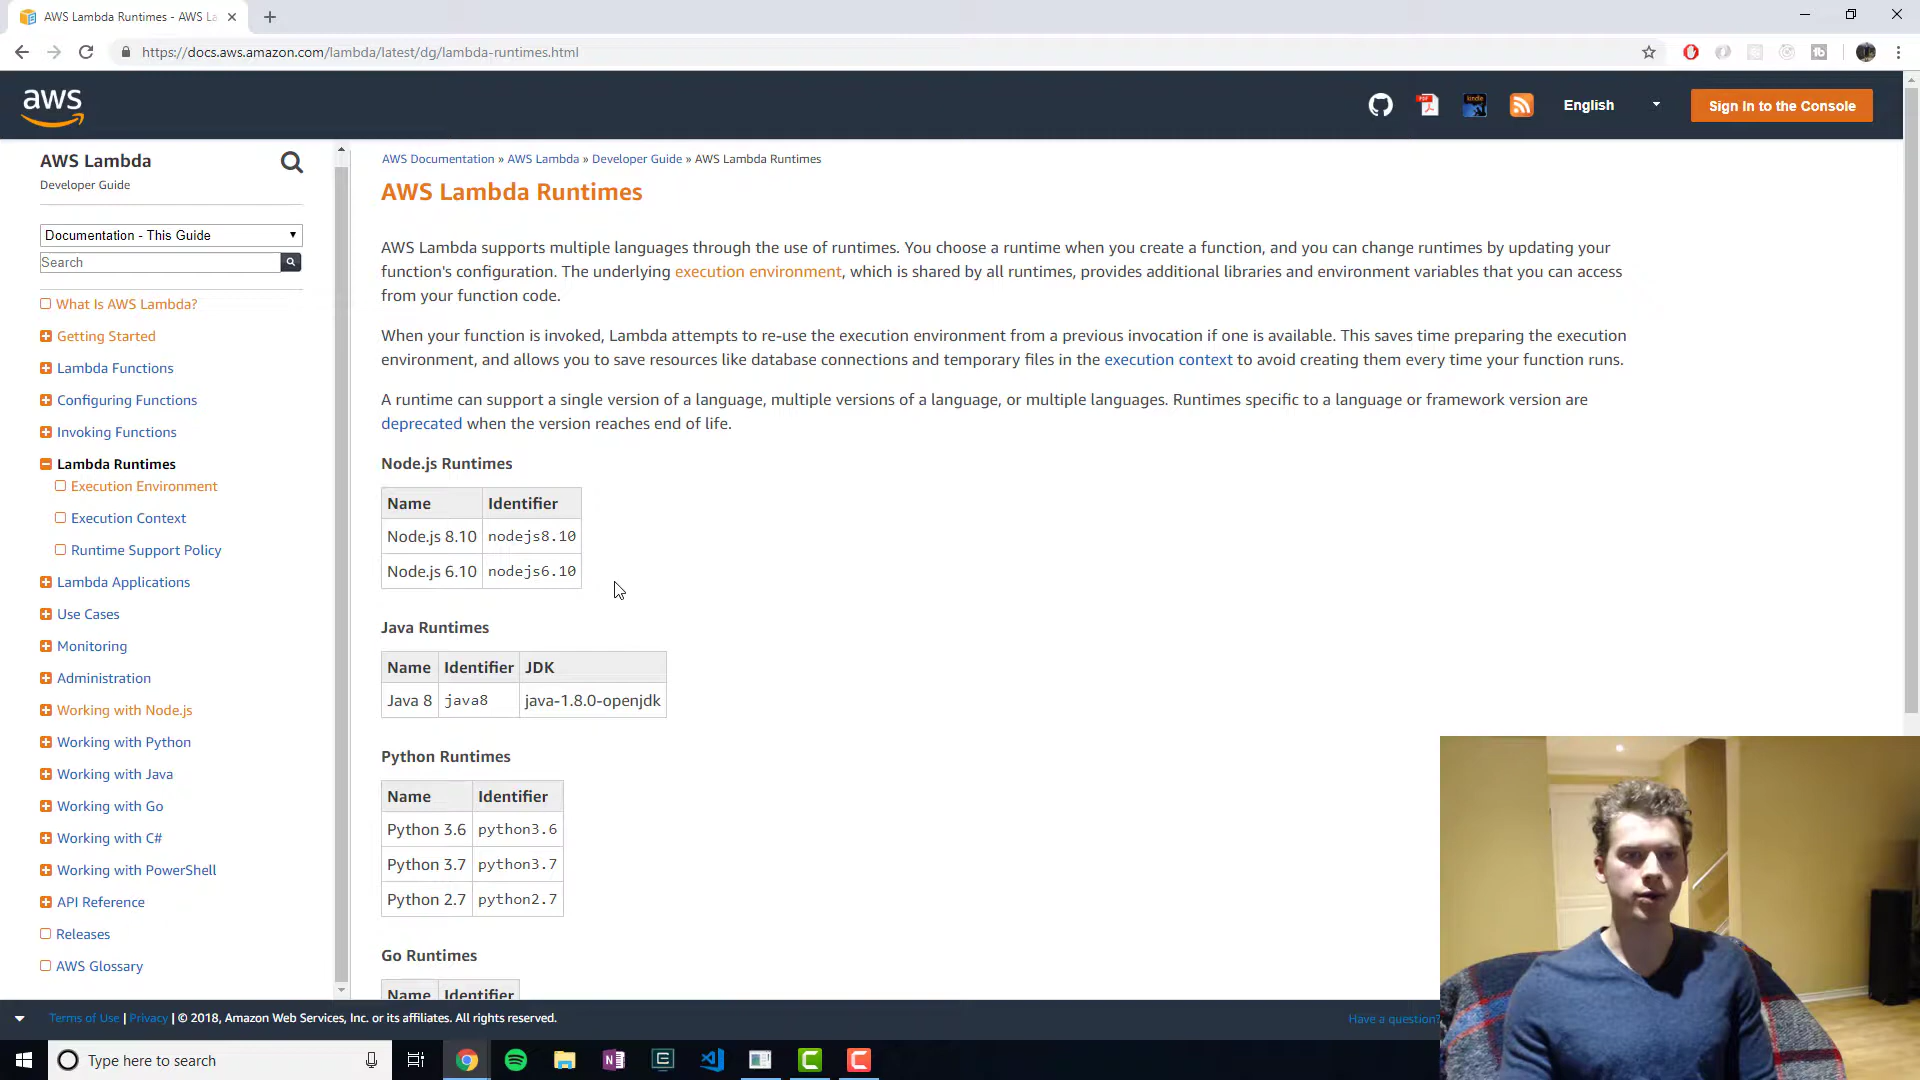 AWS Lambda Runtimes - AWS La
https://docs.aws.amazon.com/lambda/latest/dg/lambda-runtimes.html
aws
PDF
kindle
English
Sign In to the Console
AWS Lambda
Developer Guide
Documentation - This Guide
Search
What Is AWS Lambda?
Getting Started
Lambda Functions
Configuring Functions
Invoking Functions
Lambda Runtimes
Execution Environment
Execution Context
Runtime Support Policy
Lambda Applications
Use Cases
Monitoring
Administration
Working with Node.js
Working with Python
Working with Java
Working with Go
Working with C#
Working with PowerShell
API Reference
Releases
AWS Glossary
AWS Documentation » AWS Lambda » Developer Guide » AWS Lambda Runtimes
AWS Lambda Runtimes
AWS Lambda supports multiple languages through the use of runtimes. You choose a runtime when you create a function, and you can change runtimes by updating your
function's configuration. The underlying execution environment, which is shared by all runtimes, provides additional libraries and environment variables that you can access
from your function code.
When your function is invoked, Lambda attempts to re-use the execution environment from a previous invocation if one is available. This saves time preparing the execution
environment, and allows you to save resources like database connections and temporary files in the execution context to avoid creating them every time your function runs.
A runtime can support a single version of a language, multiple versions of a language, or multiple languages. Runtimes specific to a language or framework version are
deprecated when the version reaches end of life.
Node.js Runtimes
Name Identifier
Node.js 8.10 nodejs8.10
Node.js 6.10 nodejs6.10
Java Runtimes
Name Identifier JDK
Java 8 java8 java-1.8.0-openjdk
Python Runtimes
Name Identifier
Python 3.6 python3.6
Python 3.7 python3.7
Python 2.7 python2.7
Go Runtimes
Name Identifier
Terms of Use | Privacy | © 2018, Amazon Web Services, Inc. or its affiliates. All rights reserved.
Have a question?
Type here to search